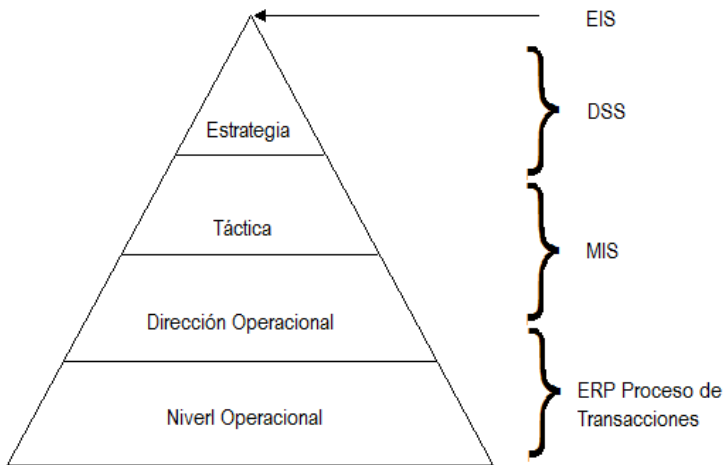 EIS
DSS
Estrategia
Táctica
MIS
Dirección Operacional
ERP Proceso de
Transacciones
Niverl Operacional